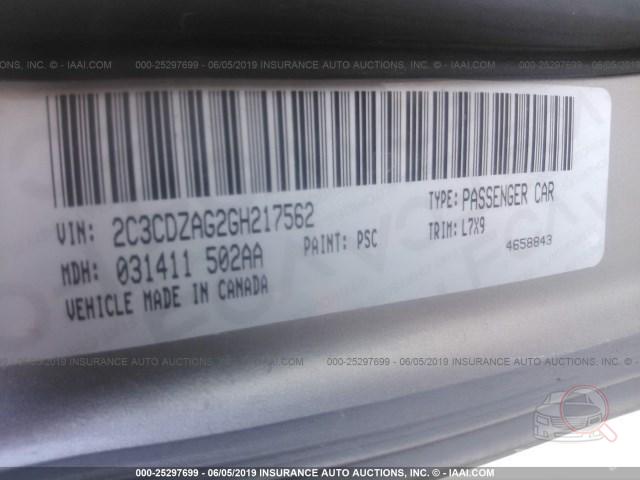 000-25297699 - 06/05/2019 INSURANCE AUTO AUCTIONS, INC. - © IAAI.COM
VIN: 2C3CDZAG2GH217562
TYPE: PASSENGER CAR
MDH: 031411 502AA
PAINT: PSC
TRIM: L7X9
4658843
VEHICLE MADE IN CANADA
000-25297699 - 06/05/2019 INSURANCE AUTO AUCTIONS, INC. - © IAAI.COM
000-25297699 - 06/05/2019 INSURANCE AUTO AUCTIONS, INC. - © IAAI.COM